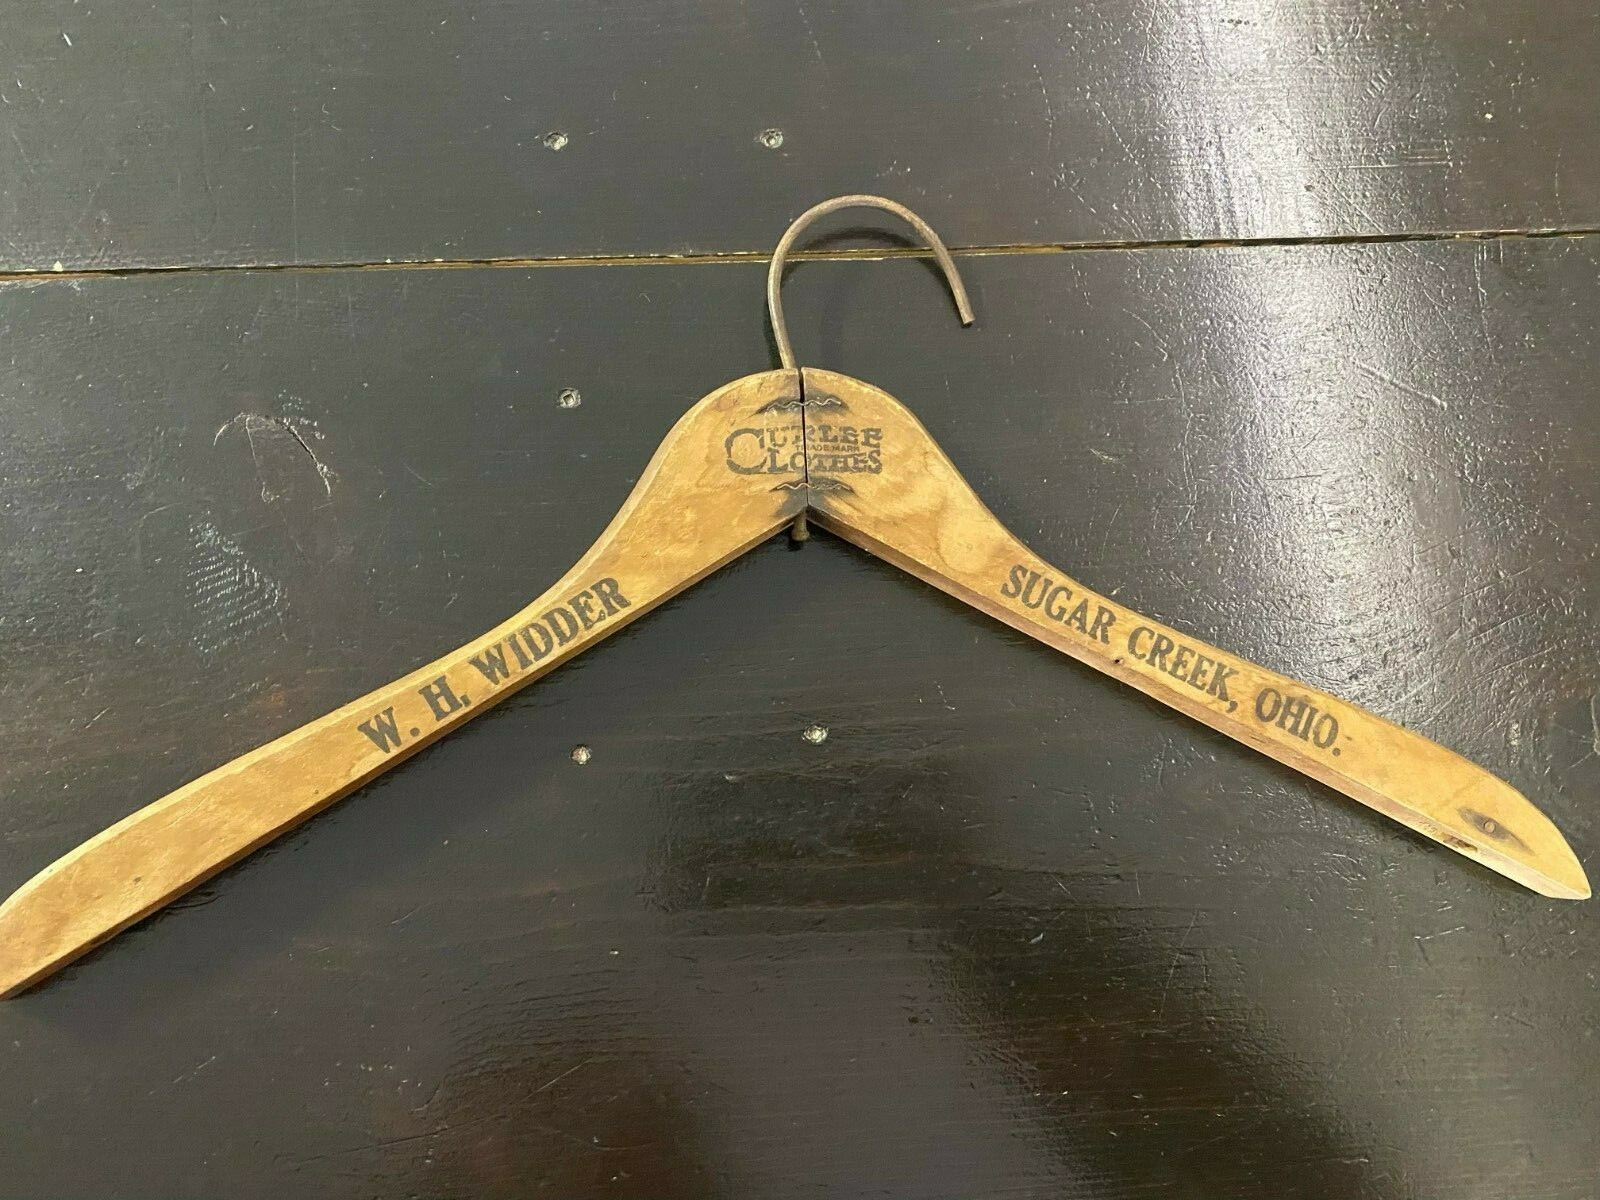 CURLEE
TRADE MARK
CLOTHES
W. H. WIDDER
SUGAR CREEK, OHIO.